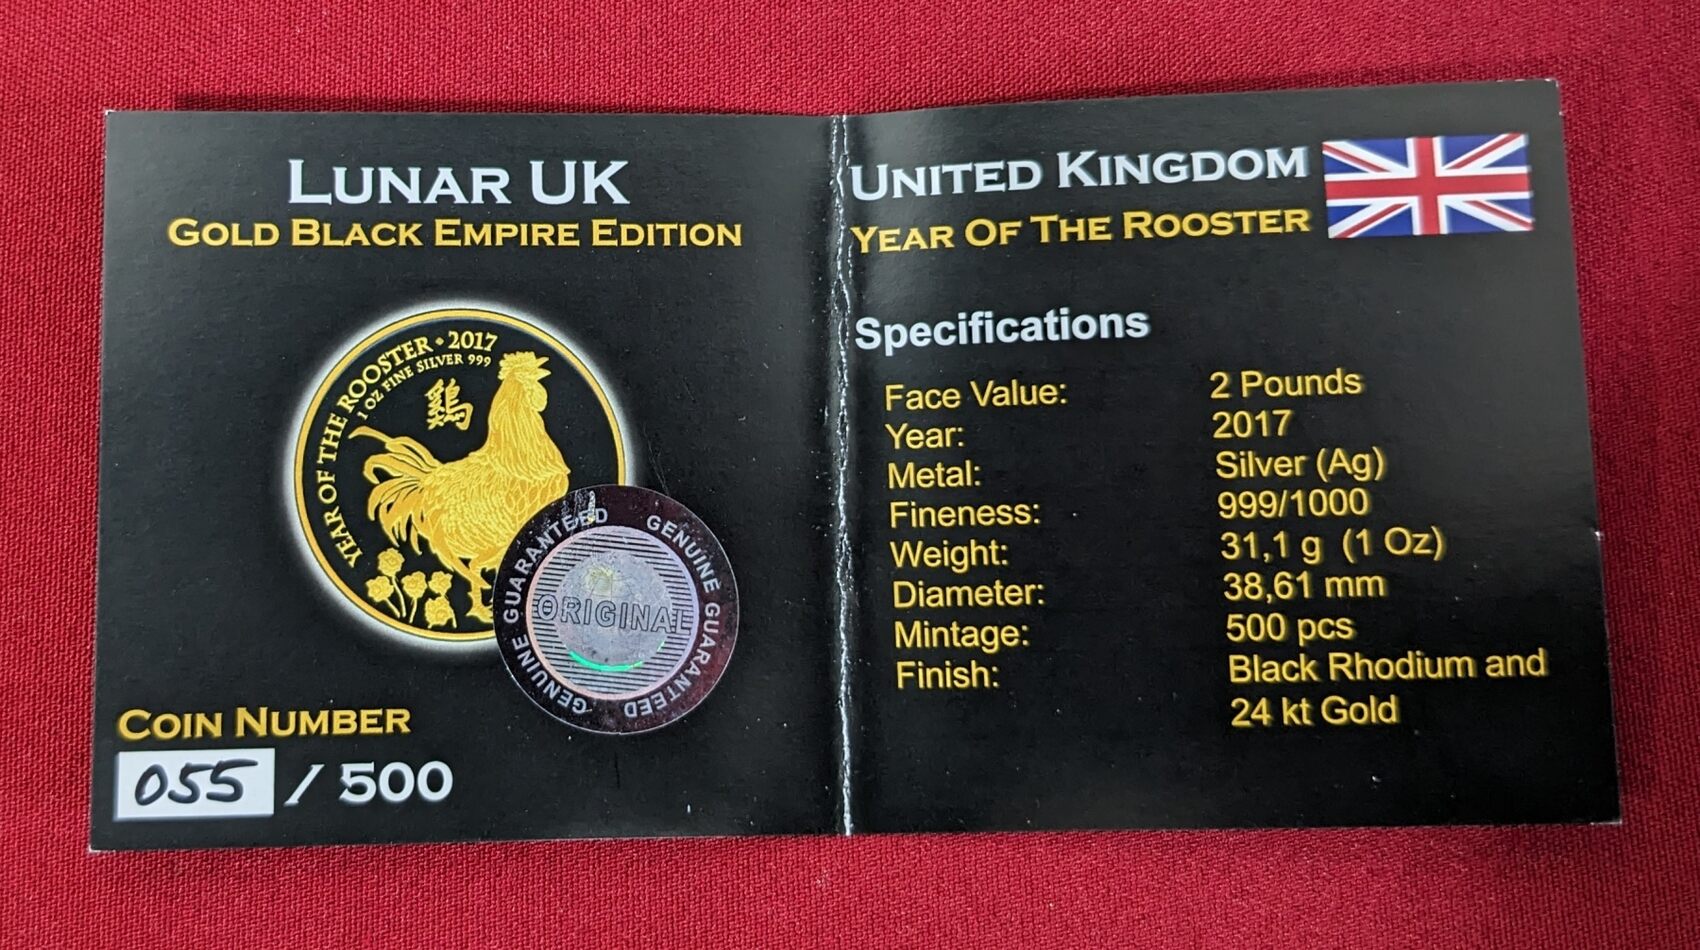 LUNAR UK
GOLD BLACK EMPIRE EDITION
YEAR OF THE ROOSTER • 2017
1 OZ FINE SILVER 999
鷄
GENUINE GUARANTEED
GENUINE GUARANTEED
ORIGINAL
COIN NUMBER
055 / 500
UNITED KINGDOM
YEAR OF THE ROOSTER
Specifications
Face Value: 2 Pounds
Year: 2017
Metal: Silver (Ag)
Fineness: 999/1000
Weight: 31,1 g (1 Oz)
Diameter: 38,61 mm
Mintage: 500 pcs
Finish: Black Rhodium and
24 kt Gold